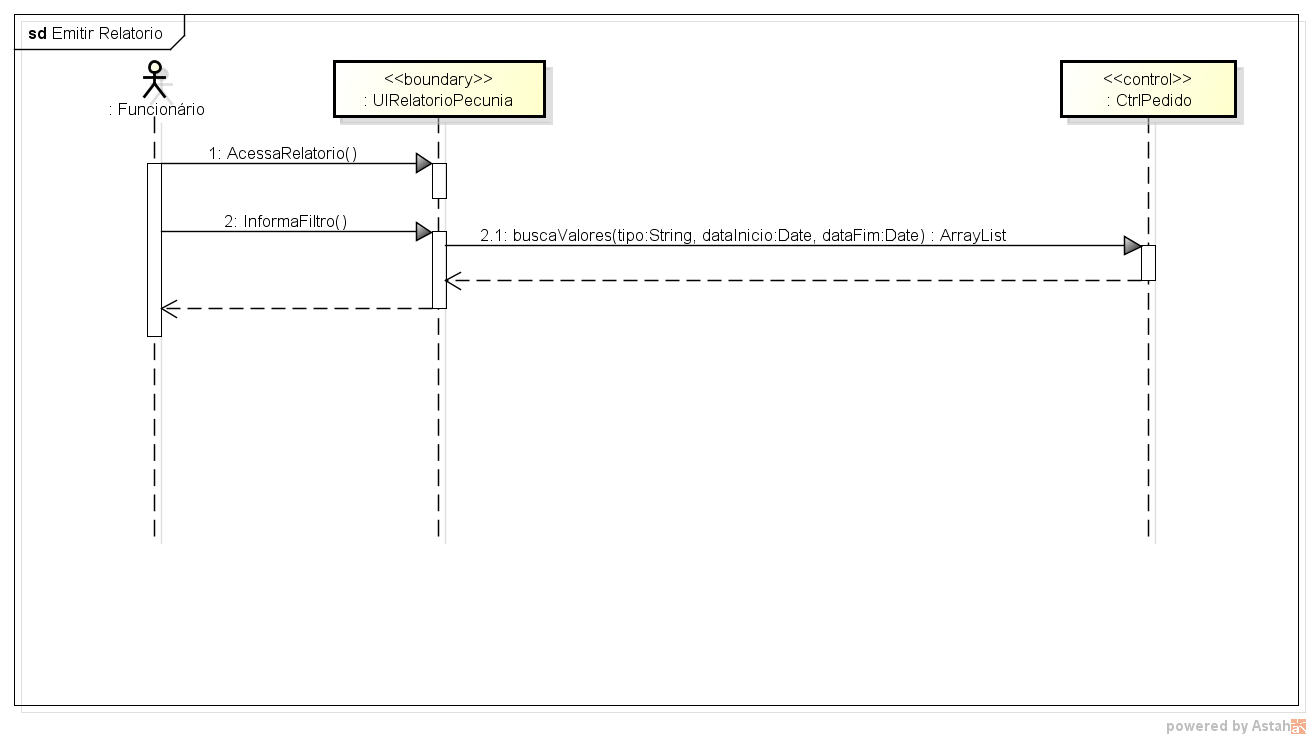 sd Emitir Relatorio
: Funcionário
<<boundary>>
: UIRelatorioPecunia
<<control>>
: CtrlPedido
1: AcessaRelatorio()
2: InformaFiltro()
2.1: buscaValores(tipo:String, dataInicio:Date, dataFim:Date) : ArrayList
powered by Astah